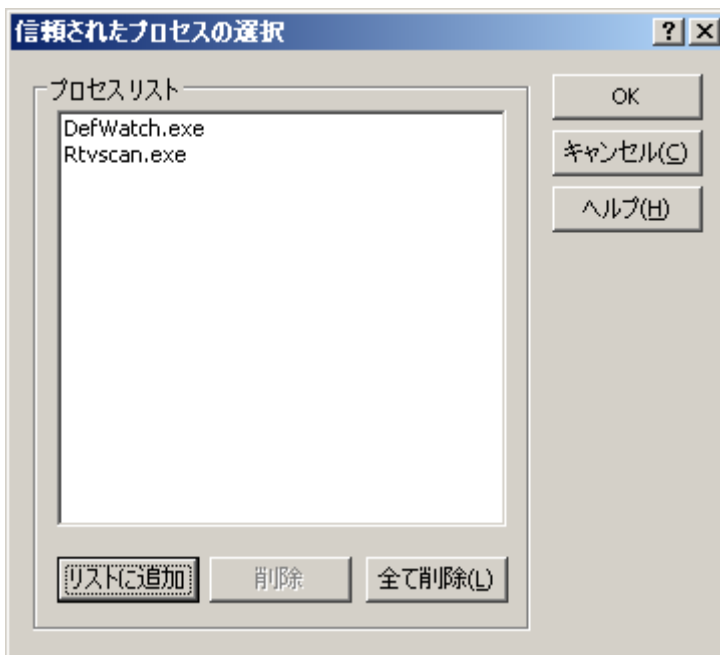 信頼されたプロセスの選択
プロセス リスト
DefWatch.exe
Rtvscan.exe
OK
キャンセル(C)
ヘルプ(H)
リストに追加
削除
全て削除(L)